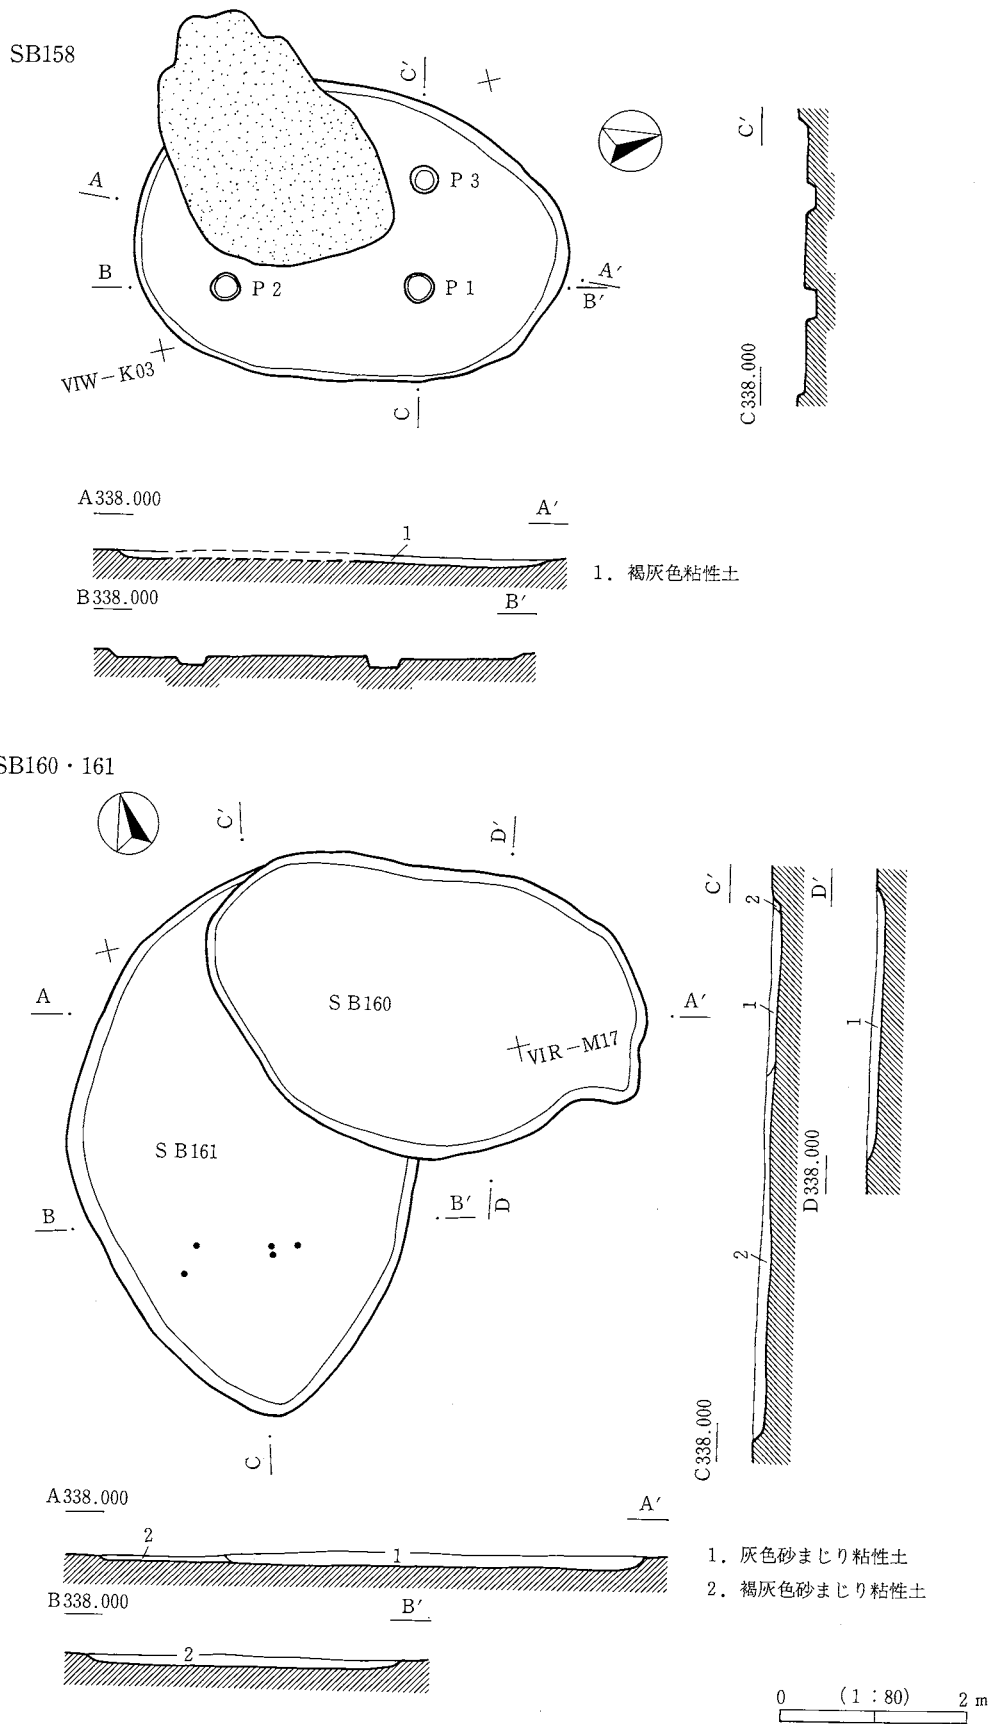 SB158
C'
P 3
A
B
P 2
P 1
A'
B'
VIW－K03
C
C'
C338.000
A338.000
A'
1
1．褐灰色粘性土
B338.000
B'
SB160・161
C'
D'
A
S B160
A'
VIR－M17
S B161
B
B'
D
C
C'
2
1
2
C338.000
D'
1
D338.000
A338.000
A'
2
1
1．灰色砂まじり粘性土
2．褐灰色砂まじり粘性土
B338.000
B'
2
0 (1：80) 2 m